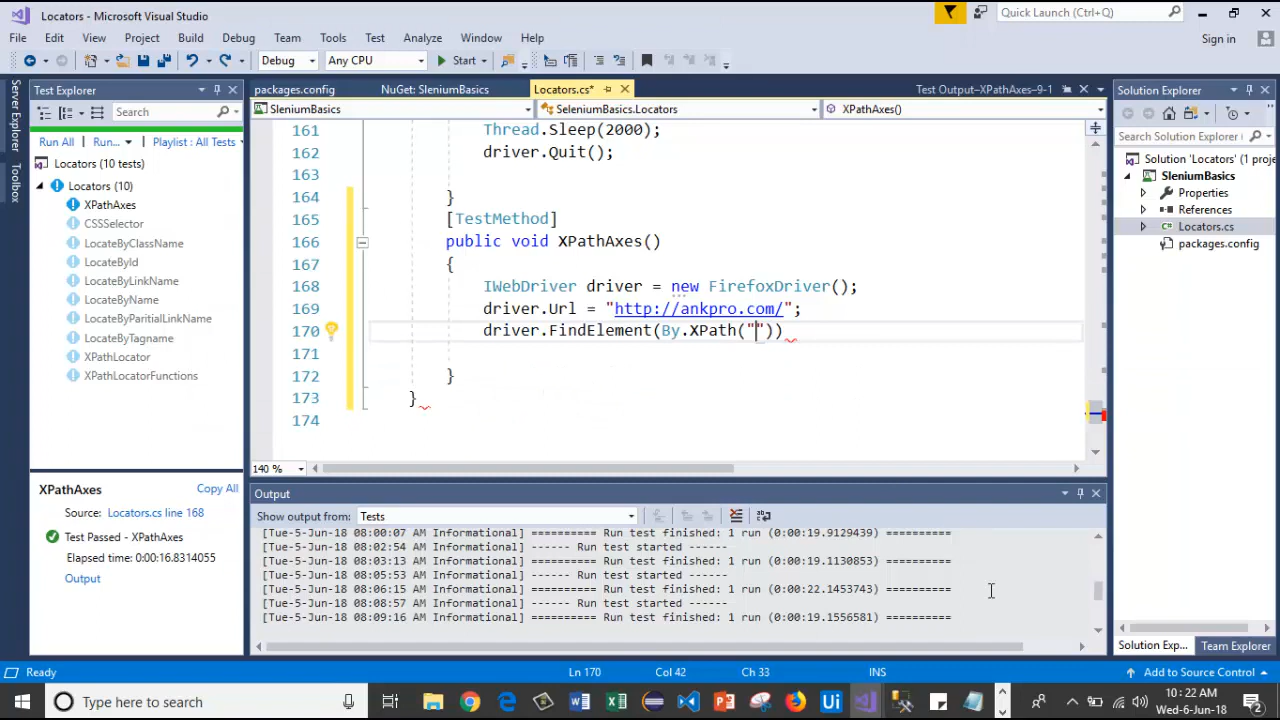 Locators - Microsoft Visual Studio
Quick Launch (Ctrl+Q)
File Edit View Project Build Debug Team Tools Test Analyze Window Help
Sign in
Debug Any CPU Start
Server Explorer
Toolbox
Test Explorer
Search
Run All Run... Playlist : All Tests
Locators (10 tests)
Locators (10)
XPathAxes
CSSSelector
LocateByClassName
LocateById
LocateByLinkName
LocateByName
LocateByParitialLinkName
LocateByTagname
XPathLocator
XPathLocatorFunctions
XPathAxes
Copy All
Source: Locators.cs line 168
Test Passed - XPathAxes
Elapsed time: 0:00:16.8314055
Output
packages.config NuGet: SleniumBasics Locators.cs* Test Output-XPathAxes-9-1
SleniumBasics SleniumBasics.Locators XPathAxes()
161 Thread.Sleep(2000);
162 driver.Quit();
163
164 }
165 [TestMethod]
166 public void XPathAxes()
167 {
168 IWebDriver driver = new FirefoxDriver();
169 driver.Url = "http://ankpro.com/";
170 driver.FindElement(By.XPath(""))
171
172 }
173 }
174
140 %
Output
Show output from: Tests
[Tue-5-Jun-18 08:00:07 AM Informational] ========== Run test finished: 1 run (0:00:19.9129439) ==========
[Tue-5-Jun-18 08:02:54 AM Informational] ------ Run test started ------
[Tue-5-Jun-18 08:03:13 AM Informational] ========== Run test finished: 1 run (0:00:19.1130853) ==========
[Tue-5-Jun-18 08:05:53 AM Informational] ------ Run test started ------
[Tue-5-Jun-18 08:06:15 AM Informational] ========== Run test finished: 1 run (0:00:22.1453743) ==========
[Tue-5-Jun-18 08:08:57 AM Informational] ------ Run test started ------
[Tue-5-Jun-18 08:09:16 AM Informational] ========== Run test finished: 1 run (0:00:19.1556581) ==========
Solution Explorer
Search Solution Explorer (
Solution 'Locators' (1 proje
SleniumBasics
Properties
References
Locators.cs
packages.config
Solution Exp... Team Explorer
Ready Ln 170 Col 42 Ch 33 INS Add to Source Control
Type here to search
Ui
10:22 AM
Wed-6-Jun-18
2